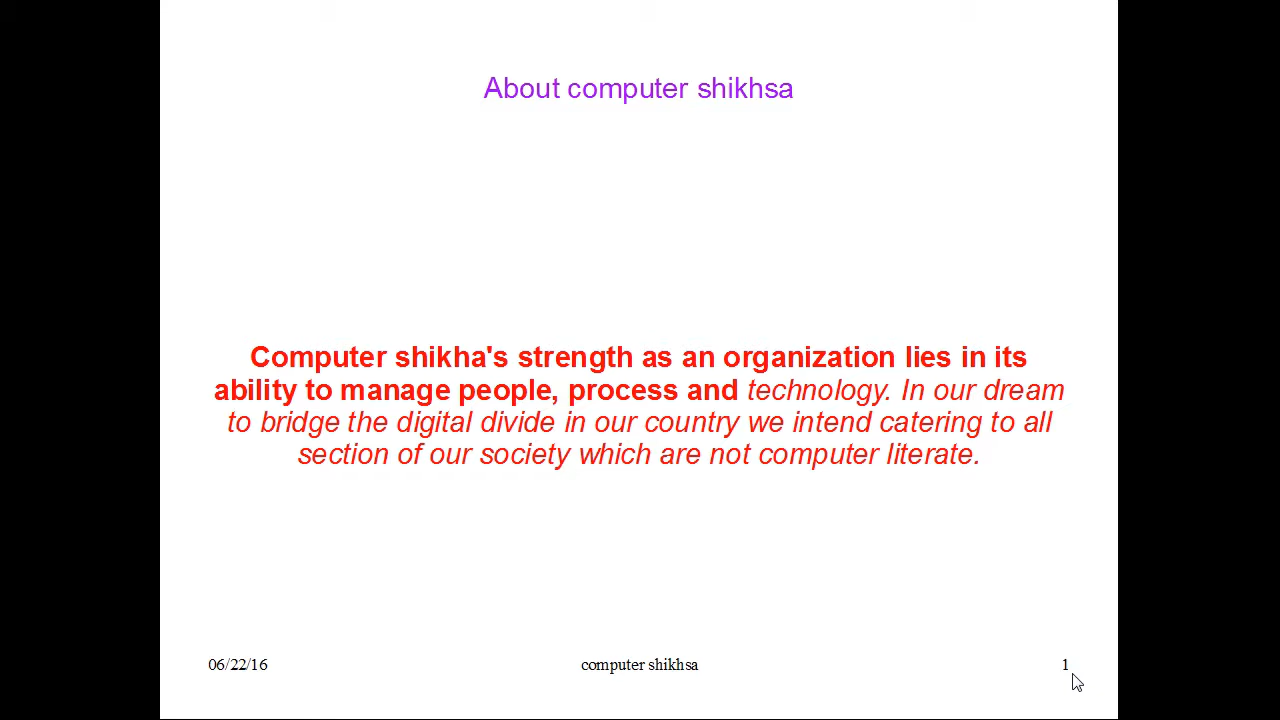 About computer shikhsa
Computer shikha's strength as an organization lies in its
ability to manage people, process and technology. In our dream
to bridge the digital divide in our country we intend catering to all
section of our society which are not computer literate.
06/22/16 computer shikhsa 1